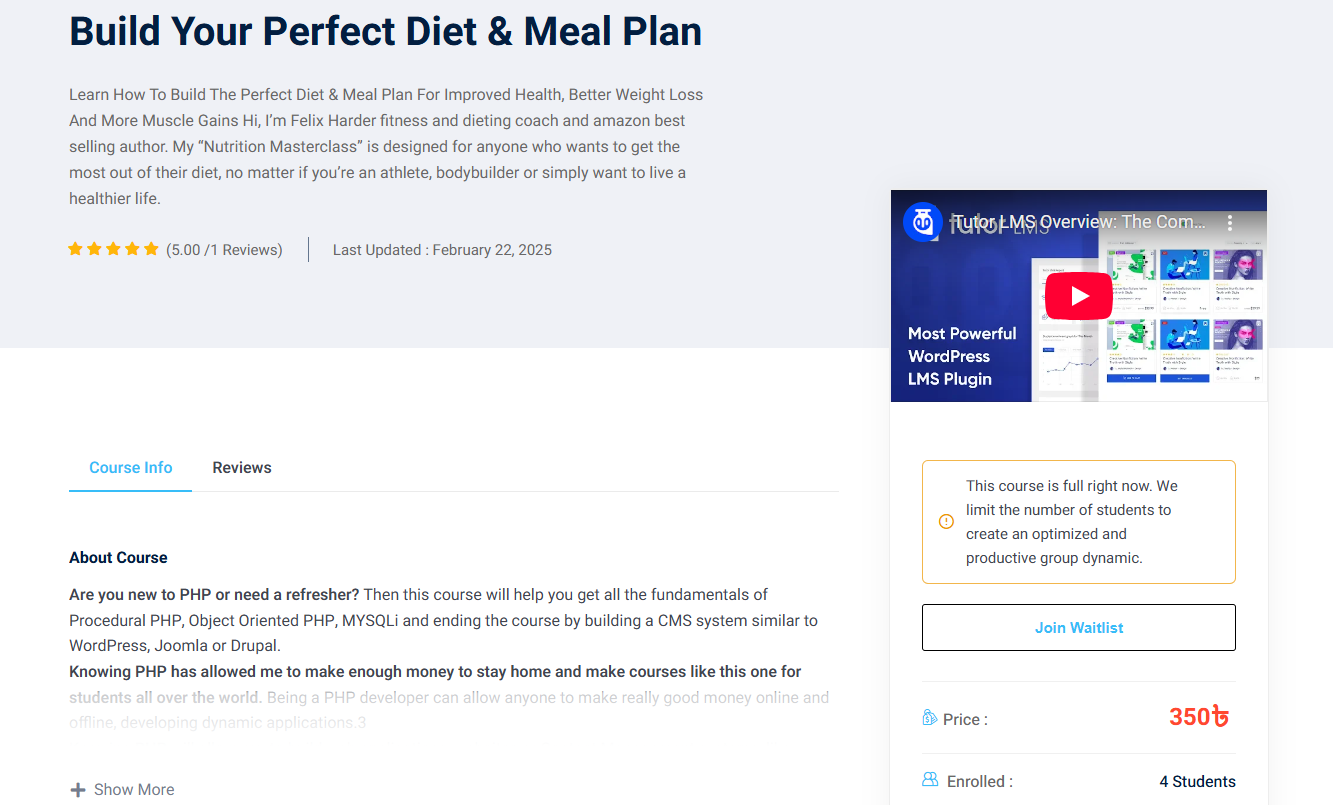 Build Your Perfect Diet & Meal Plan
Learn How To Build The Perfect Diet & Meal Plan For Improved Health, Better Weight Loss
And More Muscle Gains Hi, I’m Felix Harder fitness and dieting coach and amazon best
selling author. My “Nutrition Masterclass” is designed for anyone who wants to get the
most out of their diet, no matter if you’re an athlete, bodybuilder or simply want to live a
healthier life.
(5.00 /1 Reviews)
Last Updated : February 22, 2025
Tutor LMS Overview: The Com...
tutor LMS
Most Powerful
WordPress
LMS Plugin
Course Info
Reviews
About Course
Are you new to PHP or need a refresher? Then this course will help you get all the fundamentals of
Procedural PHP, Object Oriented PHP, MYSQLi and ending the course by building a CMS system similar to
WordPress, Joomla or Drupal.
Knowing PHP has allowed me to make enough money to stay home and make courses like this one for
students all over the world. Being a PHP developer can allow anyone to make really good money online and
offline, developing dynamic applications.3
Show More
This course is full right now. We
limit the number of students to
create an optimized and
productive group dynamic.
Join Waitlist
Price :
350৳
Enrolled :
4 Students